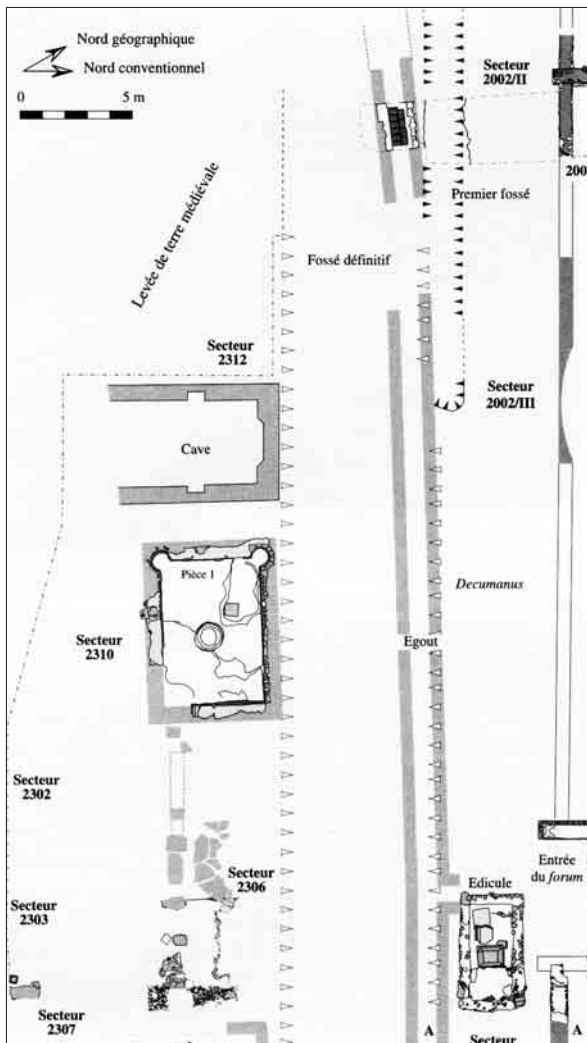 Nord géographique
Nord conventionnel
0
5 m
Secteur
2002/II
200
Levée de terre médiévale
Premier fossé
Fossé définitif
Secteur
2312
Secteur
2002/III
Cave
Pièce 1
Decumanus
Secteur
2310
Egout
Secteur
2302
Secteur
2306
Edicule
Entrée
du forum
Secteur
2303
Secteur
2307
A
Secteur
A